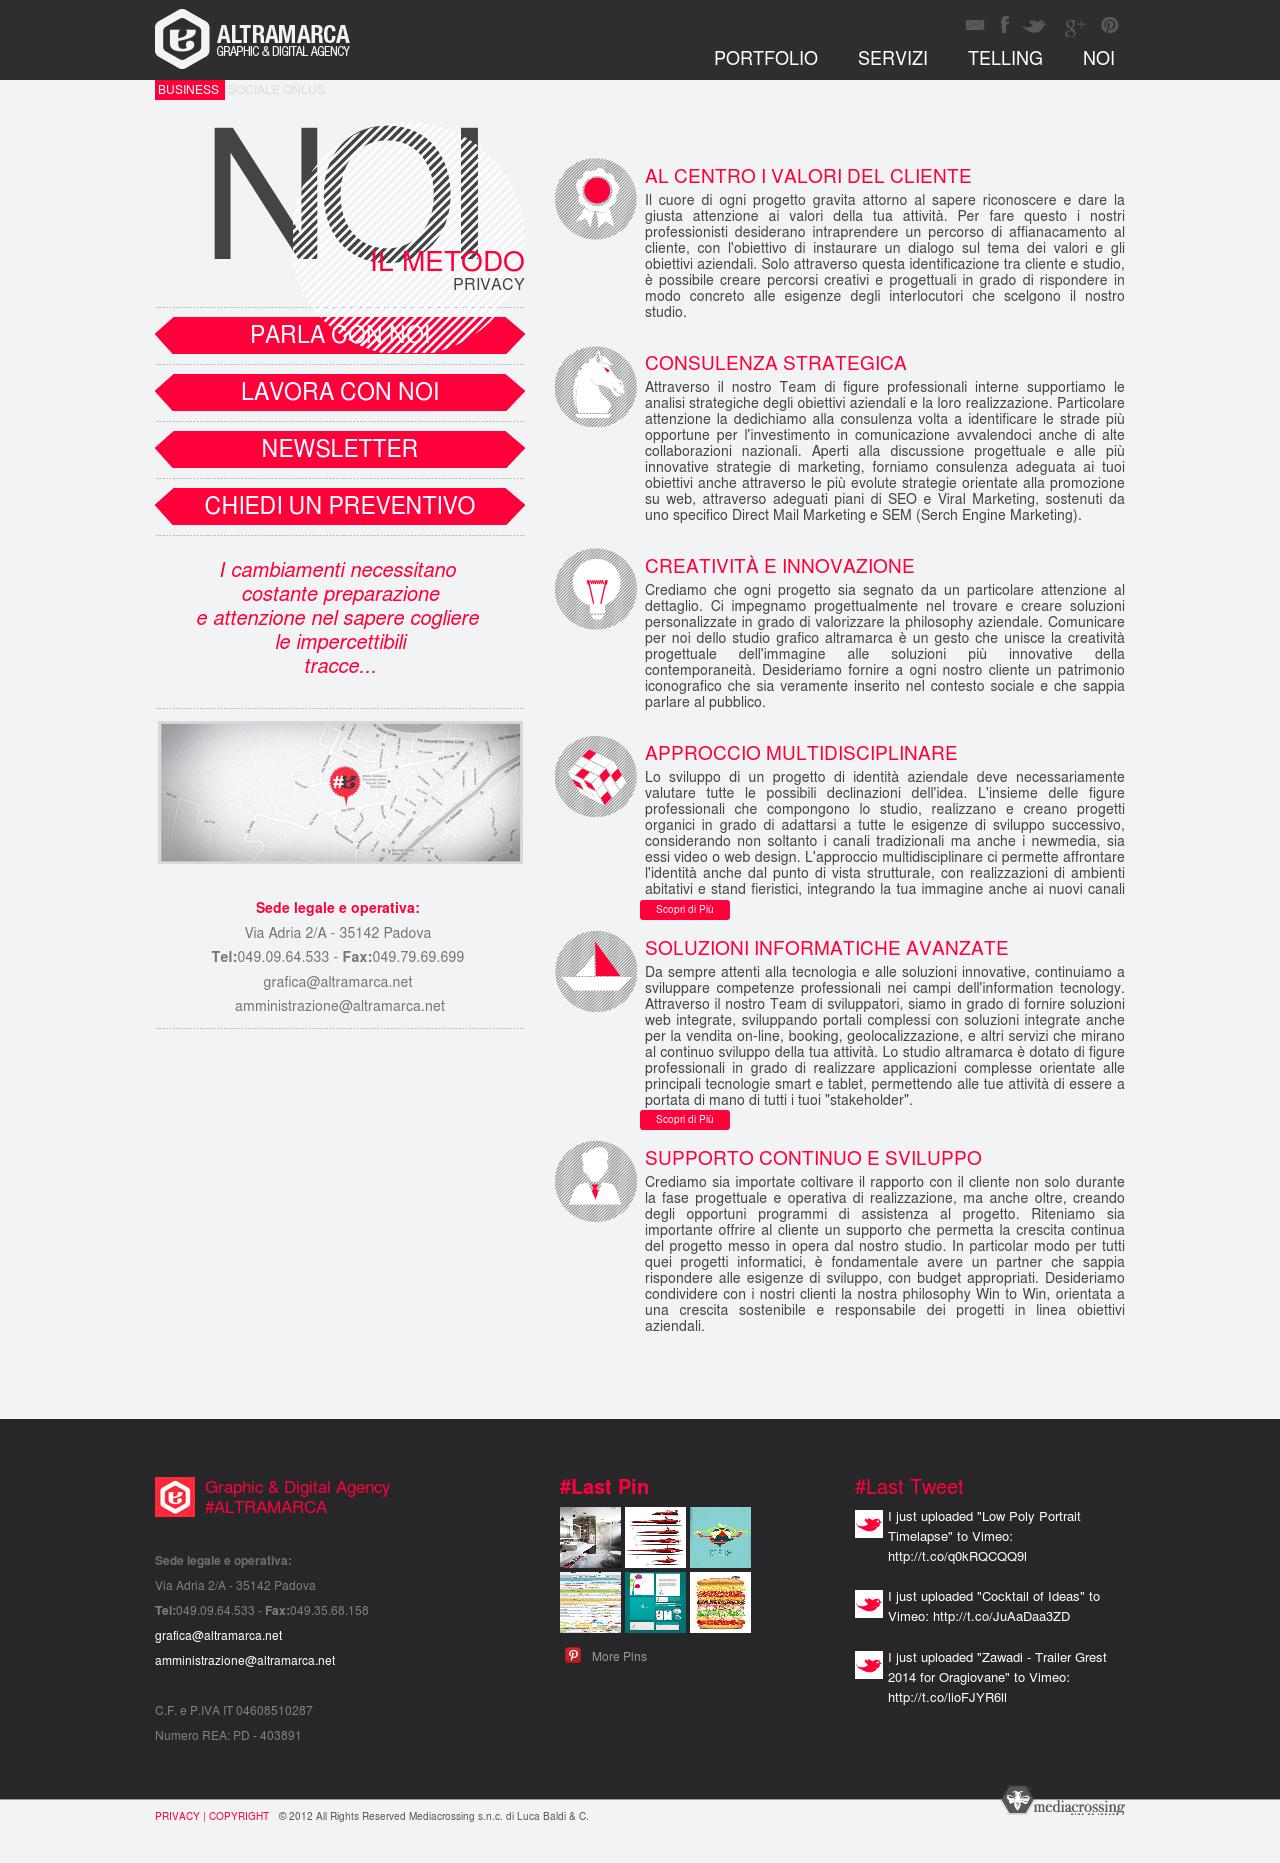 ALTRAMARCA
GRAPHIC & DIGITAL AGENCY
PORTFOLIO SERVIZI TELLING NOI
BUSINESS SOCIALE ONLUS
NOI
IL METODO
PRIVACY
PARLA CON NOI
LAVORA CON NOI
NEWSLETTER
CHIEDI UN PREVENTIVO
I cambiamenti necessitano
costante preparazione
e attenzione nel sapere cogliere
le impercettibili
tracce...
Sede legale e operativa:
Via Adria 2/A - 35142 Padova
Tel:049.09.64.533 - Fax:049.79.69.699
grafica@altramarca.net
amministrazione@altramarca.net
AL CENTRO I VALORI DEL CLIENTE
Il cuore di ogni progetto gravita attorno al sapere riconoscere e dare la
giusta attenzione ai valori della tua attività. Per fare questo i nostri
professionisti desiderano intraprendere un percorso di affianacamento al
cliente, con l'obiettivo di instaurare un dialogo sul tema dei valori e gli
obiettivi aziendali. Solo attraverso questa identificazione tra cliente e studio,
è possibile creare percorsi creativi e progettuali in grado di rispondere in
modo concreto alle esigenze degli interlocutori che scelgono il nostro
studio.
CONSULENZA STRATEGICA
Attraverso il nostro Team di figure professionali interne supportiamo le
analisi strategiche degli obiettivi aziendali e la loro realizzazione. Particolare
attenzione la dedichiamo alla consulenza volta a identificare le strade più
opportune per l'investimento in comunicazione avvalendoci anche di alte
collaborazioni nazionali. Aperti alla discussione progettuale e alle più
innovative strategie di marketing, forniamo consulenza adeguata ai tuoi
obiettivi anche attraverso le più evolute strategie orientate alla promozione
su web, attraverso adeguati piani di SEO e Viral Marketing, sostenuti da
uno specifico Direct Mail Marketing e SEM (Serch Engine Marketing).
CREATIVITÀ E INNOVAZIONE
Crediamo che ogni progetto sia segnato da un particolare attenzione al
dettaglio. Ci impegnamo progettualmente nel trovare e creare soluzioni
personalizzate in grado di valorizzare la philosophy aziendale. Comunicare
per noi dello studio grafico altramarca è un gesto che unisce la creatività
progettuale dell'immagine alle soluzioni più innovative della
contemporaneità. Desideriamo fornire a ogni nostro cliente un patrimonio
iconografico che sia veramente inserito nel contesto sociale e che sappia
parlare al pubblico.
APPROCCIO MULTIDISCIPLINARE
Lo sviluppo di un progetto di identità aziendale deve necessariamente
valutare tutte le possibili declinazioni dell'idea. L'insieme delle figure
professionali che compongono lo studio, realizzano e creano progetti
organici in grado di adattarsi a tutte le esigenze di sviluppo successivo,
considerando non soltanto i canali tradizionali ma anche i newmedia, sia
essi video o web design. L'approccio multidisciplinare ci permette affrontare
l'identità anche dal punto di vista strutturale, con realizzazioni di ambienti
abitativi e stand fieristici, integrando la tua immagine anche ai nuovi canali
Scopri di Più
SOLUZIONI INFORMATICHE AVANZATE
Da sempre attenti alla tecnologia e alle soluzioni innovative, continuiamo a
sviluppare competenze professionali nei campi dell'information tecnology.
Attraverso il nostro Team di sviluppatori, siamo in grado di fornire soluzioni
web integrate, sviluppando portali complessi con soluzioni integrate anche
per la vendita on-line, booking, geolocalizzazione, e altri servizi che mirano
al continuo sviluppo della tua attività. Lo studio altramarca è dotato di figure
professionali in grado di realizzare applicazioni complesse orientate alle
principali tecnologie smart e tablet, permettendo alle tue attività di essere a
portata di mano di tutti i tuoi "stakeholder".
Scopri di Più
SUPPORTO CONTINUO E SVILUPPO
Crediamo sia importate coltivare il rapporto con il cliente non solo durante
la fase progettuale e operativa di realizzazione, ma anche oltre, creando
degli opportuni programmi di assistenza al progetto. Riteniamo sia
importante offrire al cliente un supporto che permetta la crescita continua
del progetto messo in opera dal nostro studio. In particolar modo per tutti
quei progetti informatici, è fondamentale avere un partner che sappia
rispondere alle esigenze di sviluppo, con budget appropriati. Desideriamo
condividere con i nostri clienti la nostra philosophy Win to Win, orientata a
una crescita sostenibile e responsabile dei progetti in linea obiettivi
aziendali.
Graphic & Digital Agency
#ALTRAMARCA
Sede legale e operativa:
Via Adria 2/A - 35142 Padova
Tel:049.09.64.533 - Fax:049.35.68.158
grafica@altramarca.net
amministrazione@altramarca.net
C.F. e P.IVA IT 04608510287
Numero REA: PD - 403891
#Last Pin
More Pins
#Last Tweet
I just uploaded "Low Poly Portrait
Timelapse" to Vimeo:
http://t.co/q0kRQCQQ9l
I just uploaded "Cocktail of Ideas" to
Vimeo: http://t.co/JuAaDaa3ZD
I just uploaded "Zawadi - Trailer Grest
2014 for Oragiovane" to Vimeo:
http://t.co/lioFJYR6ll
PRIVACY | COPYRIGHT © 2012 All Rights Reserved Mediacrossing s.n.c. di Luca Baldi & C.
mediacrossing